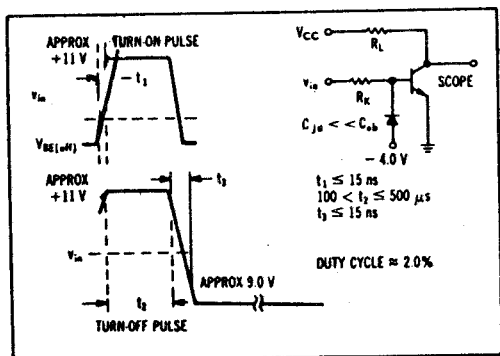 APPROX
+11 V
TURN-ON PULSE
t₁
vin
VBE(off)
APPROX
+11 V
t₃
vin
APPROX 9.0 V
t₂
TURN-OFF PULSE
VCC
RL
SCOPE
vin
RK
Cjd << Cob
- 4.0 V
t₁ ≤ 15 ns
100 < t₂ ≤ 500 μs
t₃ ≤ 15 ns
DUTY CYCLE ≈ 2.0%